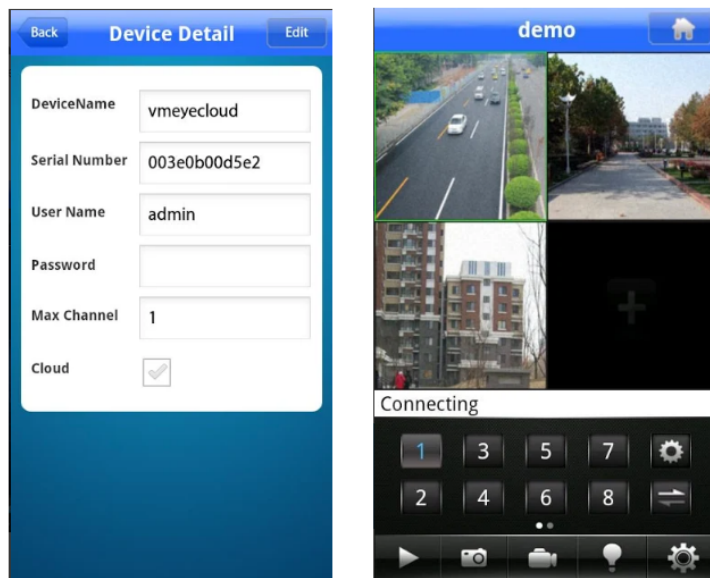 Back Device Detail Edit
DeviceName vmeyecloud
Serial Number 003e0b00d5e2
User Name admin
Password
Max Channel 1
Cloud
demo
Connecting
1 3 5 7
2 4 6 8